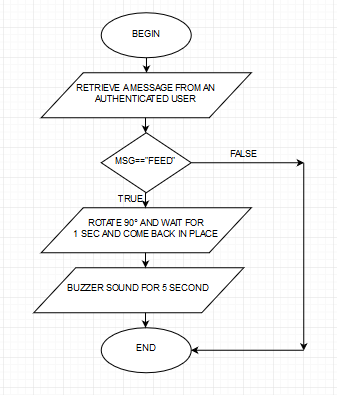 BEGIN
RETRIEVE A MESSAGE FROM AN
AUTHENTICATED USER
MSG=="FEED"
FALSE
TRUE
ROTATE 90° AND WAIT FOR
1 SEC AND COME BACK IN PLACE
BUZZER SOUND FOR 5 SECOND
END